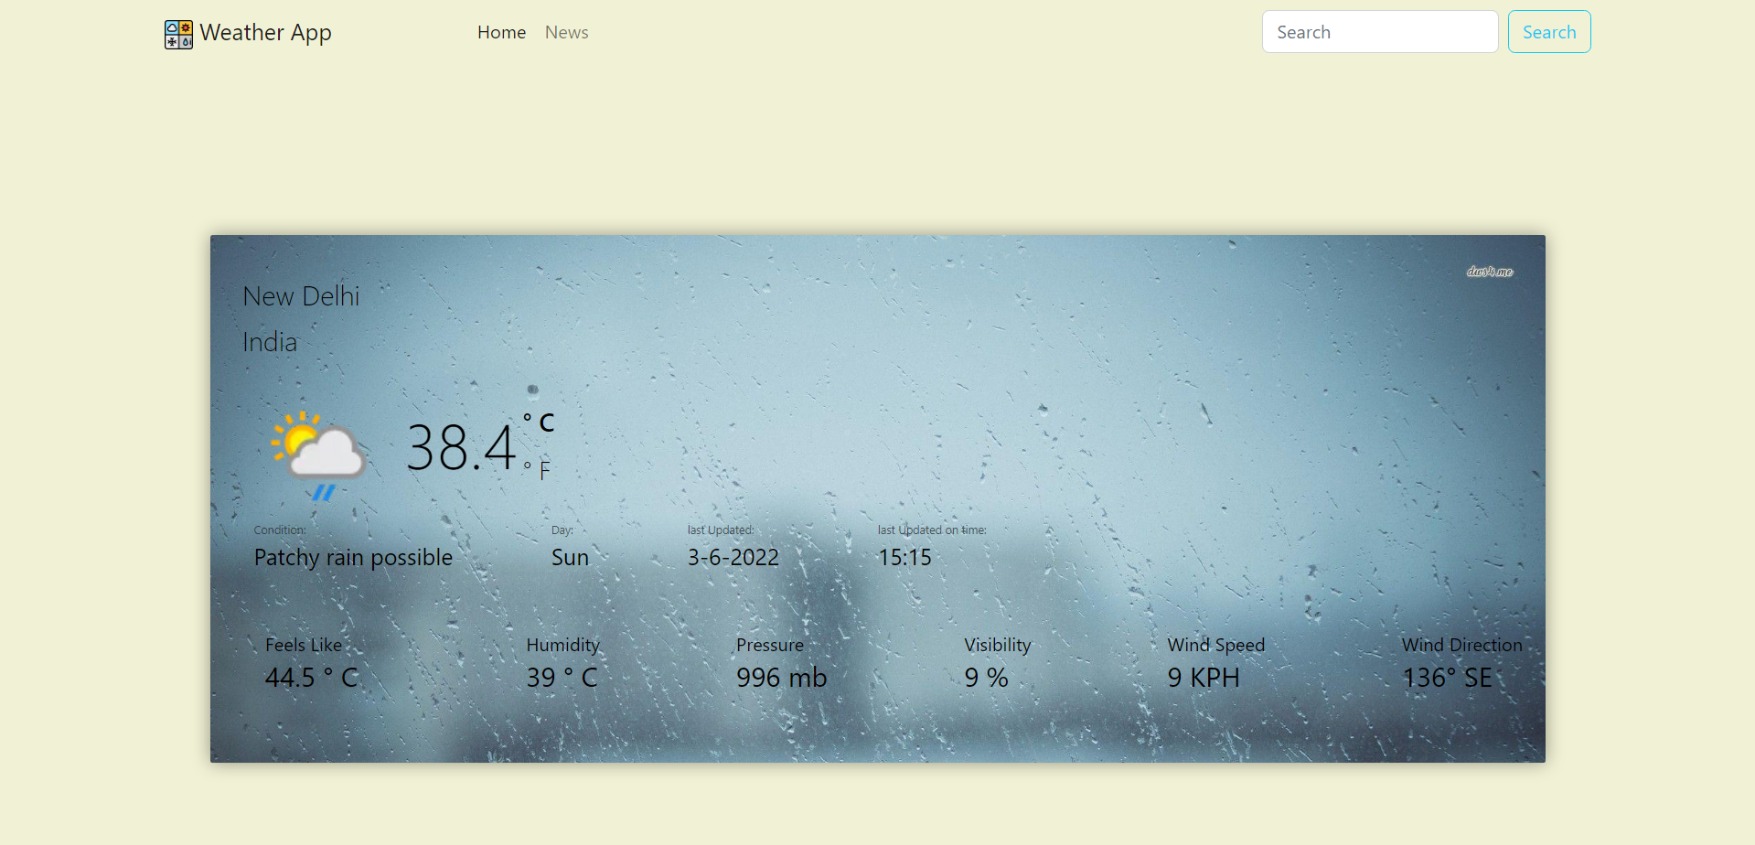 Weather App
Home
News
Search
Search
New Delhi
India
38.4 ° C
° F
Condition:
Patchy rain possible
Day:
Sun
last Updated:
3-6-2022
last Updated on time:
15:15
Feels Like
44.5 ° C
Humidity
39 ° C
Pressure
996 mb
Visibility
9 %
Wind Speed
9 KPH
Wind Direction
136° SE